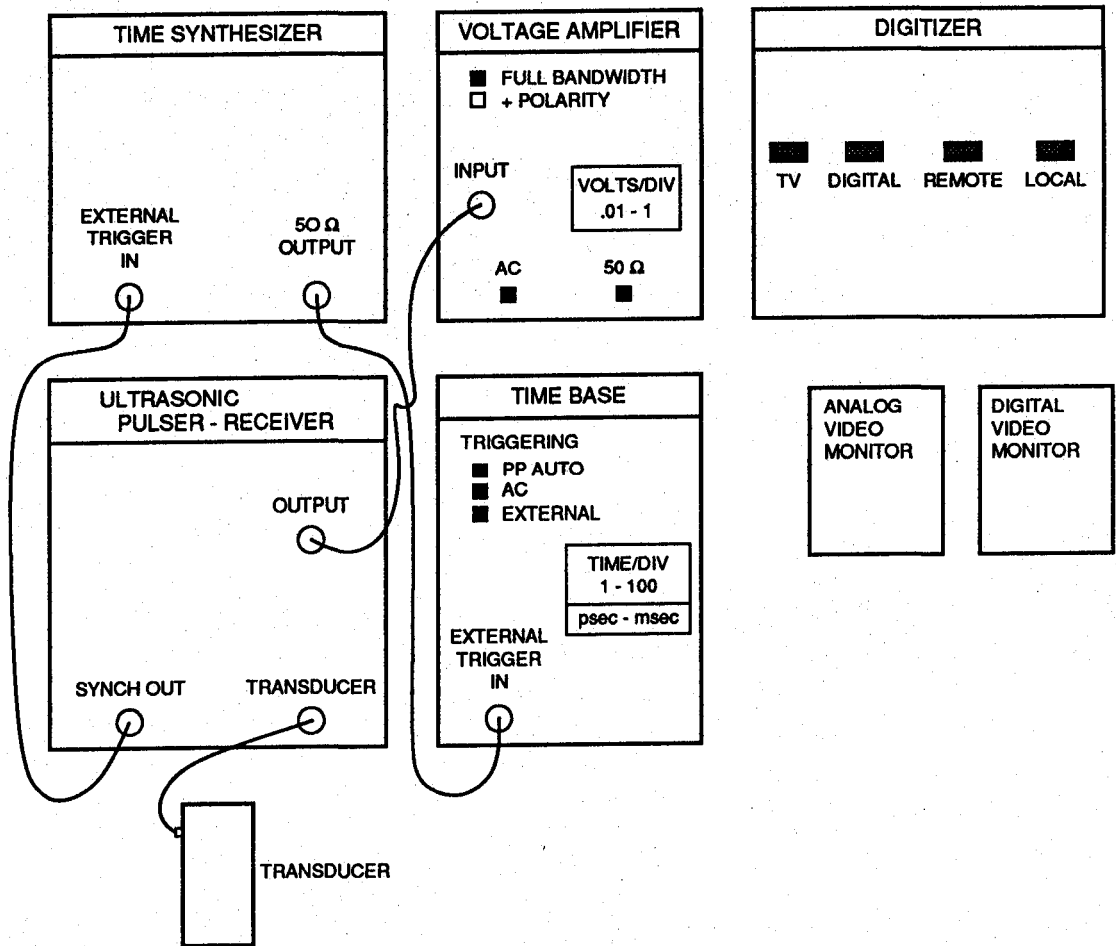 TIME SYNTHESIZER
EXTERNAL
TRIGGER
IN
50 Ω
OUTPUT
VOLTAGE AMPLIFIER
FULL BANDWIDTH
+ POLARITY
INPUT
VOLTS/DIV
.01 - 1
AC
50 Ω
DIGITIZER
TV
DIGITAL
REMOTE
LOCAL
ULTRASONIC
PULSER - RECEIVER
OUTPUT
SYNCH OUT
TRANSDUCER
TIME BASE
TRIGGERING
PP AUTO
AC
EXTERNAL
TIME/DIV
1 - 100
psec - msec
EXTERNAL
TRIGGER
IN
ANALOG
VIDEO
MONITOR
DIGITAL
VIDEO
MONITOR
TRANSDUCER